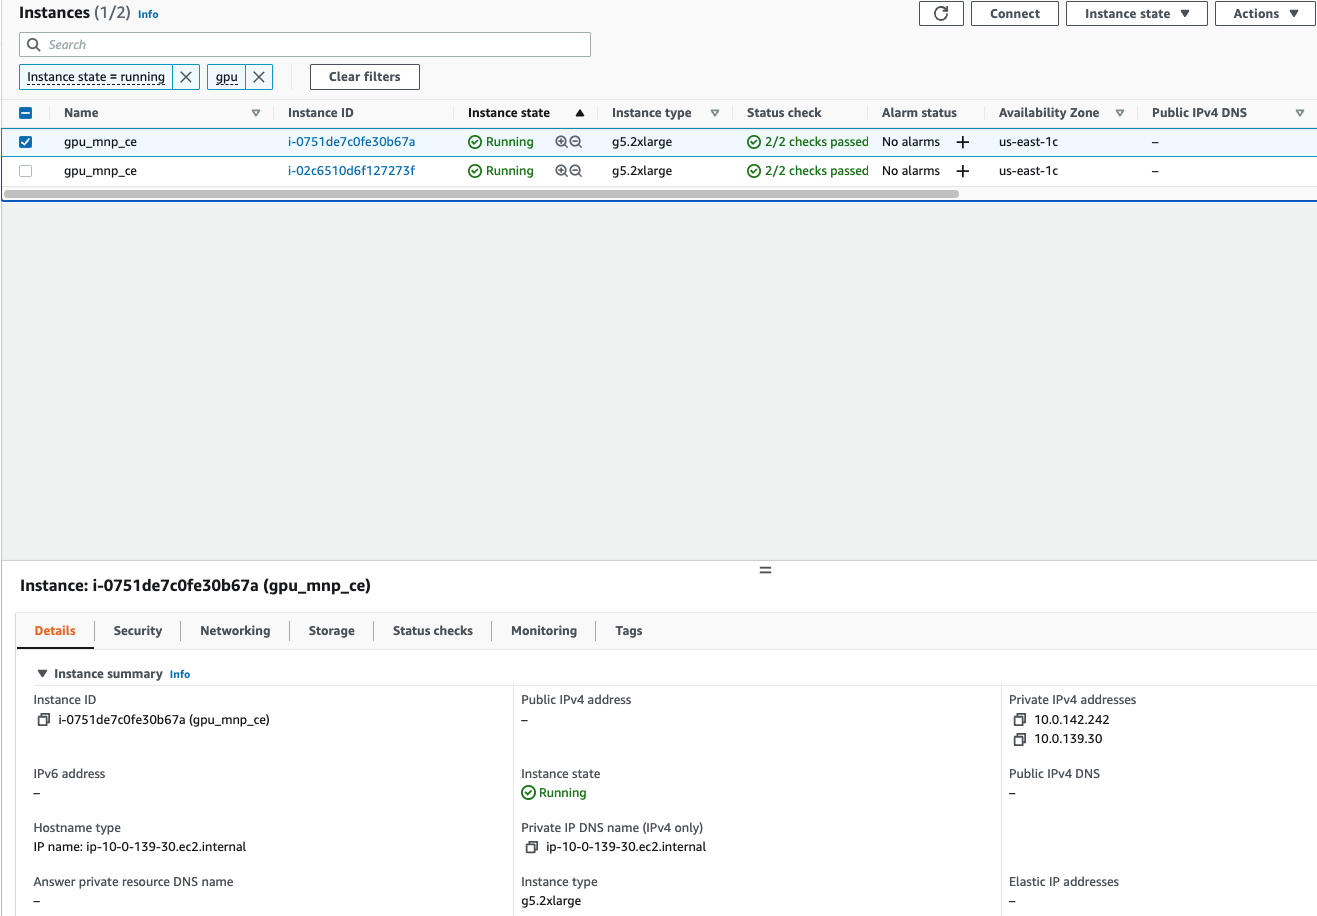 Instances (1/2) Info
Connect
Instance state
Actions
Search
Instance state = running
gpu
Clear filters
Name Instance ID Instance state Instance type Status check Alarm status Availability Zone Public IPv4 DNS
gpu_mnp_ce i-0751de7c0fe30b67a Running g5.2xlarge 2/2 checks passed No alarms + us-east-1c –
gpu_mnp_ce i-02c6510d6f127273f Running g5.2xlarge 2/2 checks passed No alarms + us-east-1c –
Instance: i-0751de7c0fe30b67a (gpu_mnp_ce)
Details Security Networking Storage Status checks Monitoring Tags
Instance summary Info
Instance ID
i-0751de7c0fe30b67a (gpu_mnp_ce)
Public IPv4 address
–
Private IPv4 addresses
10.0.142.242
10.0.139.30
IPv6 address
–
Instance state
Running
Public IPv4 DNS
–
Hostname type
IP name: ip-10-0-139-30.ec2.internal
Private IP DNS name (IPv4 only)
ip-10-0-139-30.ec2.internal
Answer private resource DNS name
–
Instance type
g5.2xlarge
Elastic IP addresses
–